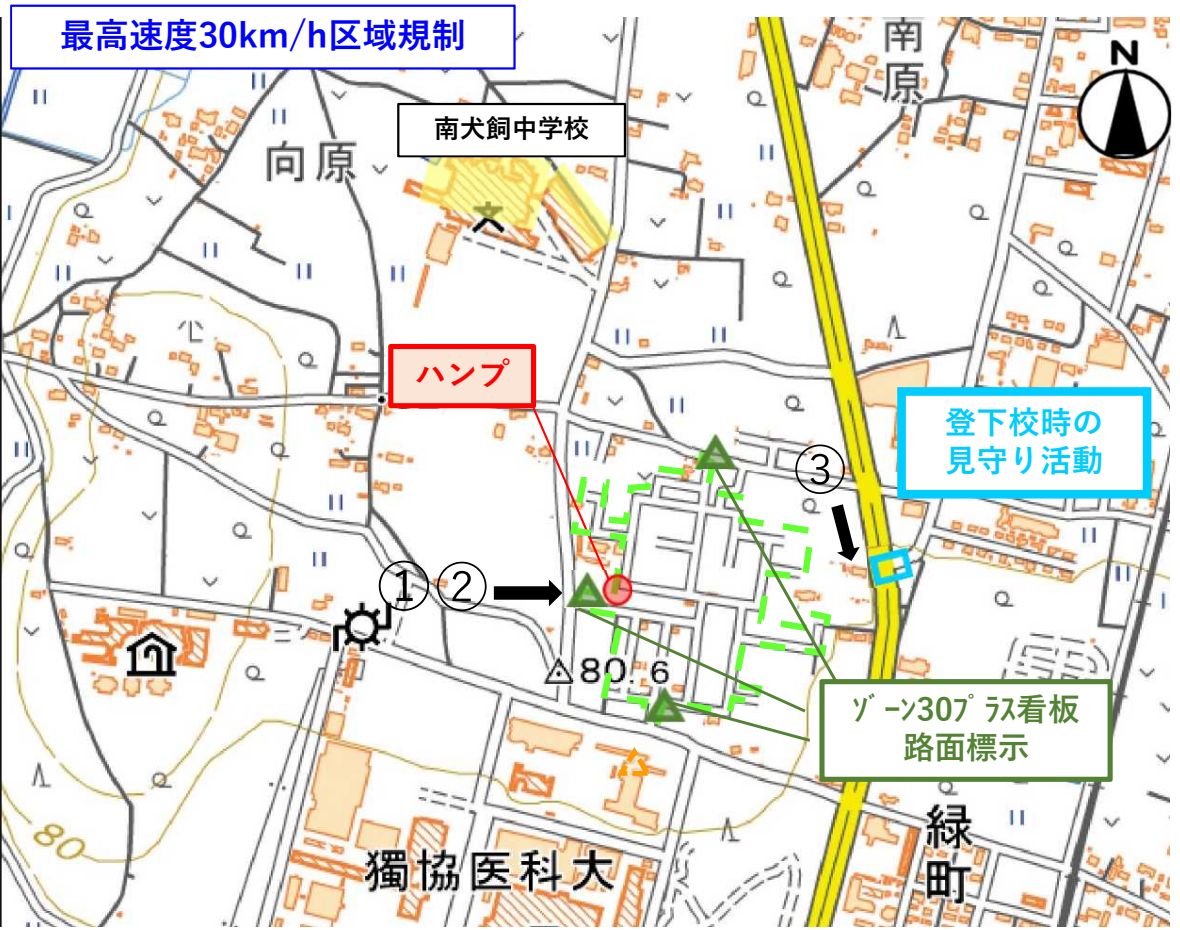 最高速度30km/h区域規制
南原
N
南犬飼中学校
向原
ハンプ
登下校時の
見守り活動
③
① ②
80.6
ゾーン30プラス看板
路面標示
80
獨協医科大
緑町